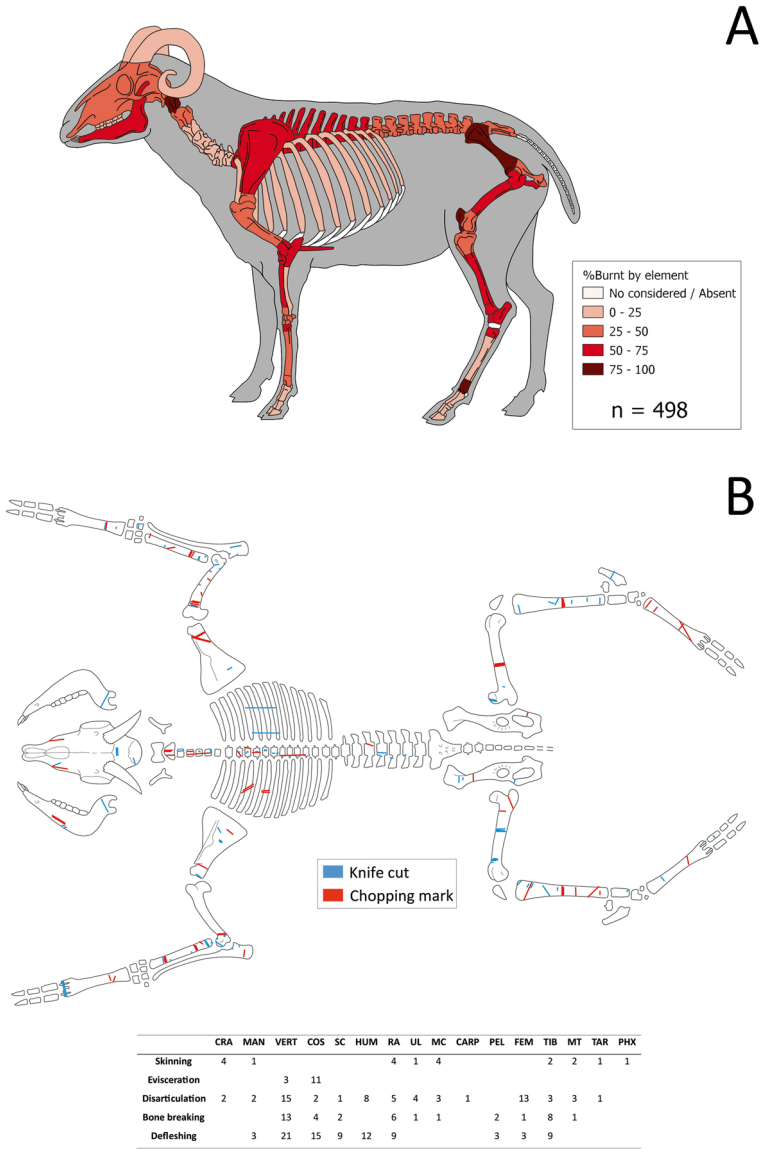 A
%Burnt by element
No considered / Absent
0 - 25
25 - 50
50 - 75
75 - 100
n = 498
B
Knife cut
Chopping mark
CRA MAN VERT COS SC HUM RA UL MC CARP PEL FEM TIB MT TAR PHX
Skinning 4 1 4 1 4 2 2 1 1
Evisceration 3 11
Disarticulation 2 2 15 2 1 8 5 4 3 1 13 3 3 1
Bone breaking 13 4 2 6 1 1 2 1 8 1
Defleshing 3 21 15 9 12 9 3 3 9